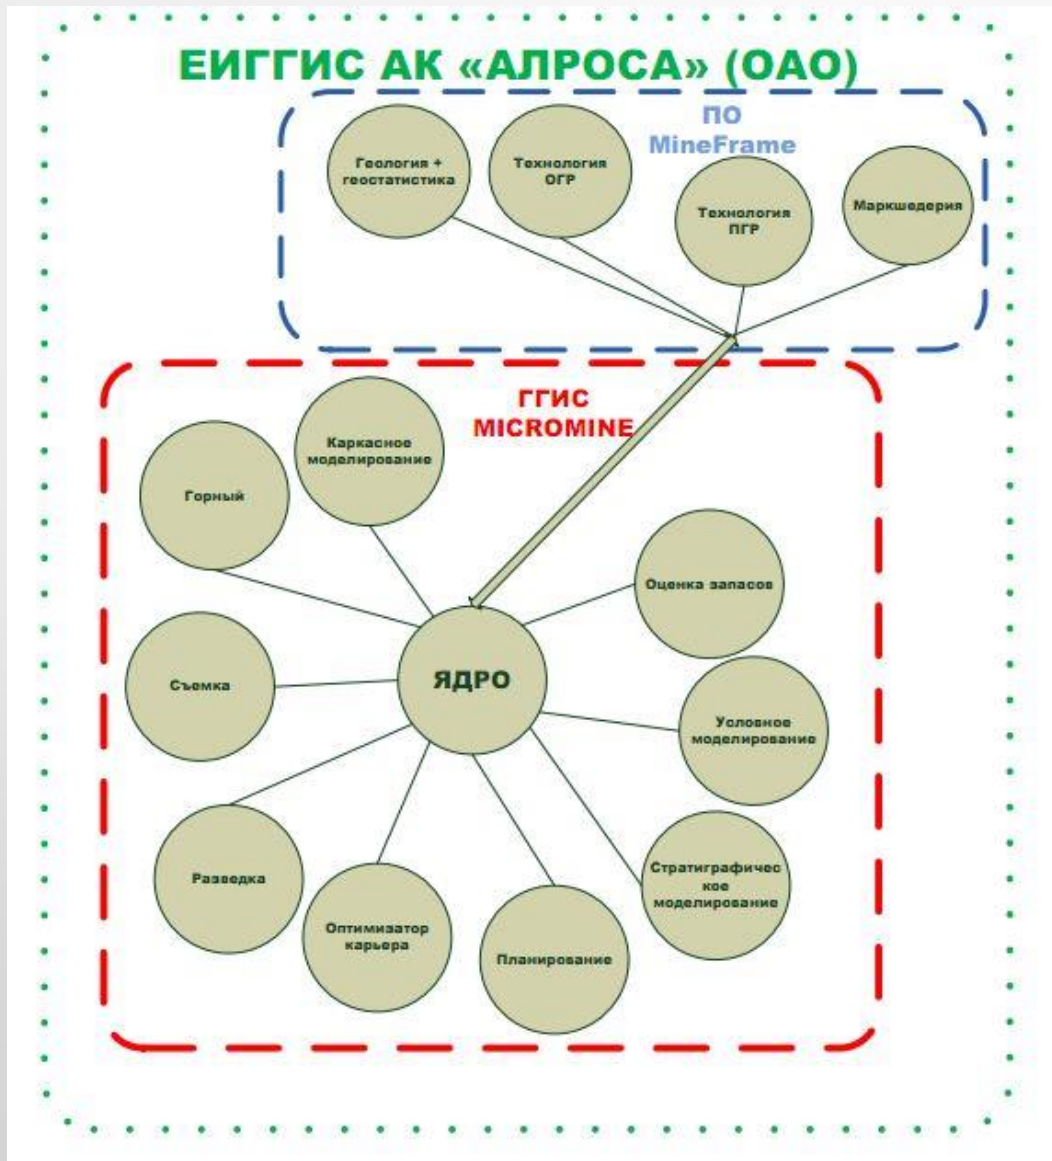 ЕИГГИС АК «АЛРОСА» (ОАО)
ПО
MineFrame
Геология +
геостатистика
Технология
ОГР
Технология
ПГР
Маркшедерия
ГГИС
MICROMINE
Каркасное
моделирование
Горный
Оценка запасов
Съемка
ЯДРО
Условное
моделирование
Разведка
Стратиграфичес
кое
моделирование
Оптимизатор
карьера
Планирование